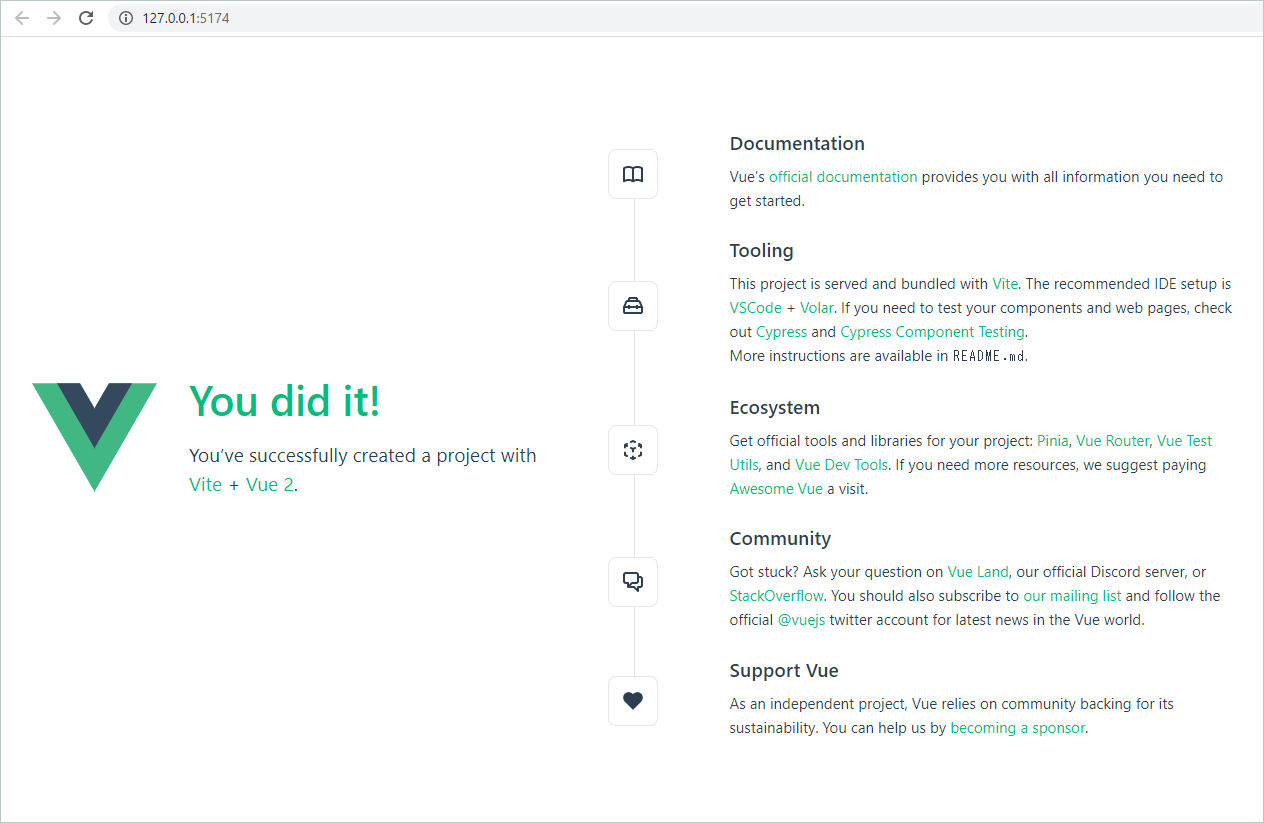 127.0.0.1:5174
You did it!
You’ve successfully created a project with
Vite + Vue 2.
Documentation
Vue’s official documentation provides you with all information you need to
get started.
Tooling
This project is served and bundled with Vite. The recommended IDE setup is
VSCode + Volar. If you need to test your components and web pages, check
out Cypress and Cypress Component Testing.
More instructions are available in README.md.
Ecosystem
Get official tools and libraries for your project: Pinia, Vue Router, Vue Test
Utils, and Vue Dev Tools. If you need more resources, we suggest paying
Awesome Vue a visit.
Community
Got stuck? Ask your question on Vue Land, our official Discord server, or
StackOverflow. You should also subscribe to our mailing list and follow the
official @vuejs twitter account for latest news in the Vue world.
Support Vue
As an independent project, Vue relies on community backing for its
sustainability. You can help us by becoming a sponsor.